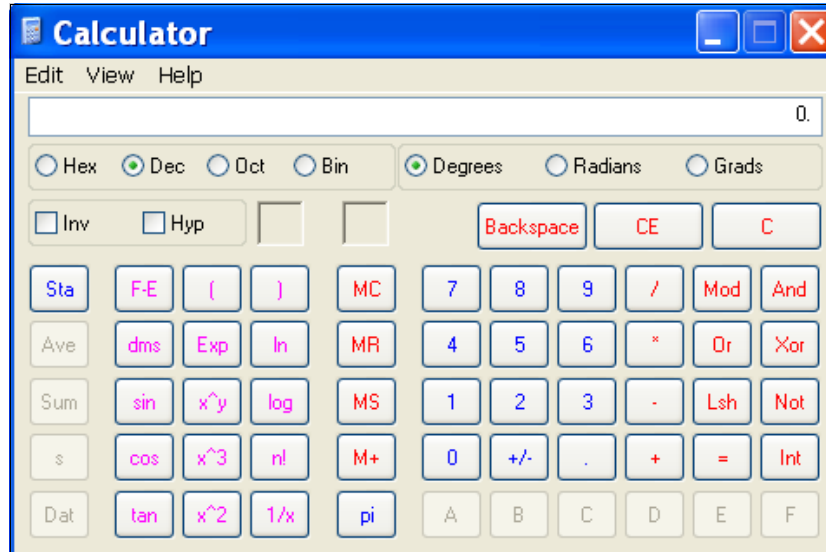 Calculator
Edit View Help
0.
Hex Dec Oct Bin Degrees Radians Grads
Inv Hyp Backspace CE C
Sta F-E ( ) MC 7 8 9 / Mod And
Ave dms Exp ln MR 4 5 6 * Or Xor
Sum sin x^y log MS 1 2 3 - Lsh Not
s cos x^3 n! M+ 0 +/- . + = Int
Dat tan x^2 1/x pi A B C D E F